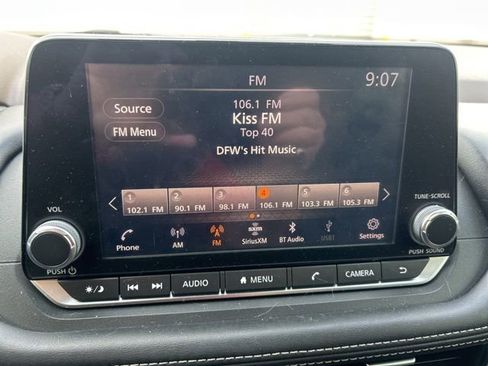 FM
9:07
Source
106.1 FM
Kiss FM
FM Menu
Top 40
DFW's Hit Music
1 2 3 4 5 6
102.1 FM 90.1 FM 98.1 FM 106.1 FM 103.3 FM 105.3 FM
VOL
TUNE•SCROLL
Phone AM FM SXM SiriusXM BT Audio USB1 Settings
PUSH
PUSH SOUND
AUDIO MENU CAMERA